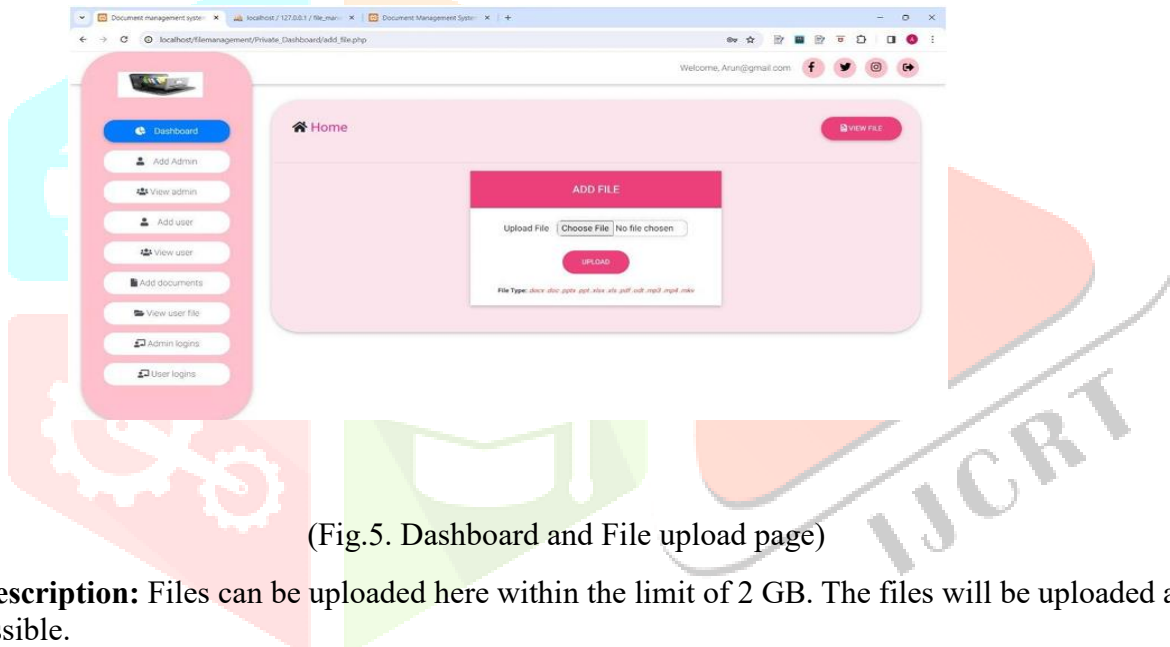 Document management system
localhost / 127.0.0.1 / file_man
Document Management System
localhost/filemanagement/Private_Dashboard/add_file.php
Welcome, Arun@gmail.com
Dashboard
Add Admin
View admin
Add user
View user
Add documents
View user file
Admin logins
User logins
Home
VIEW FILE
ADD FILE
Upload File Choose File No file chosen
UPLOAD
File Type: .docx .doc .pptx .ppt .xlsx .xls .pdf .odt .mp3 .mp4 .mkv
IJCRT
(Fig.5. Dashboard and File upload page)
escription: Files can be uploaded here within the limit of 2 GB. The files will be uploaded a
ssible.